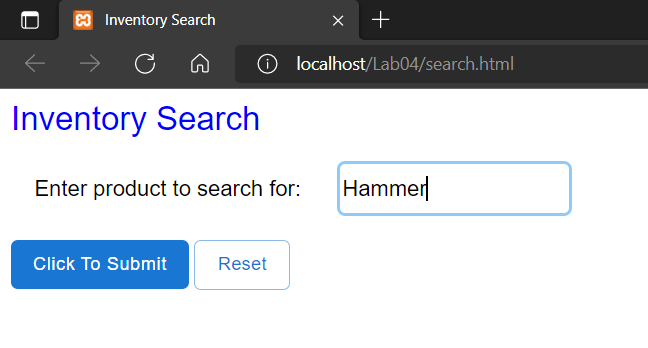 Inventory Search
localhost/Lab04/search.html
Inventory Search
Enter product to search for: Hammer
Click To Submit Reset